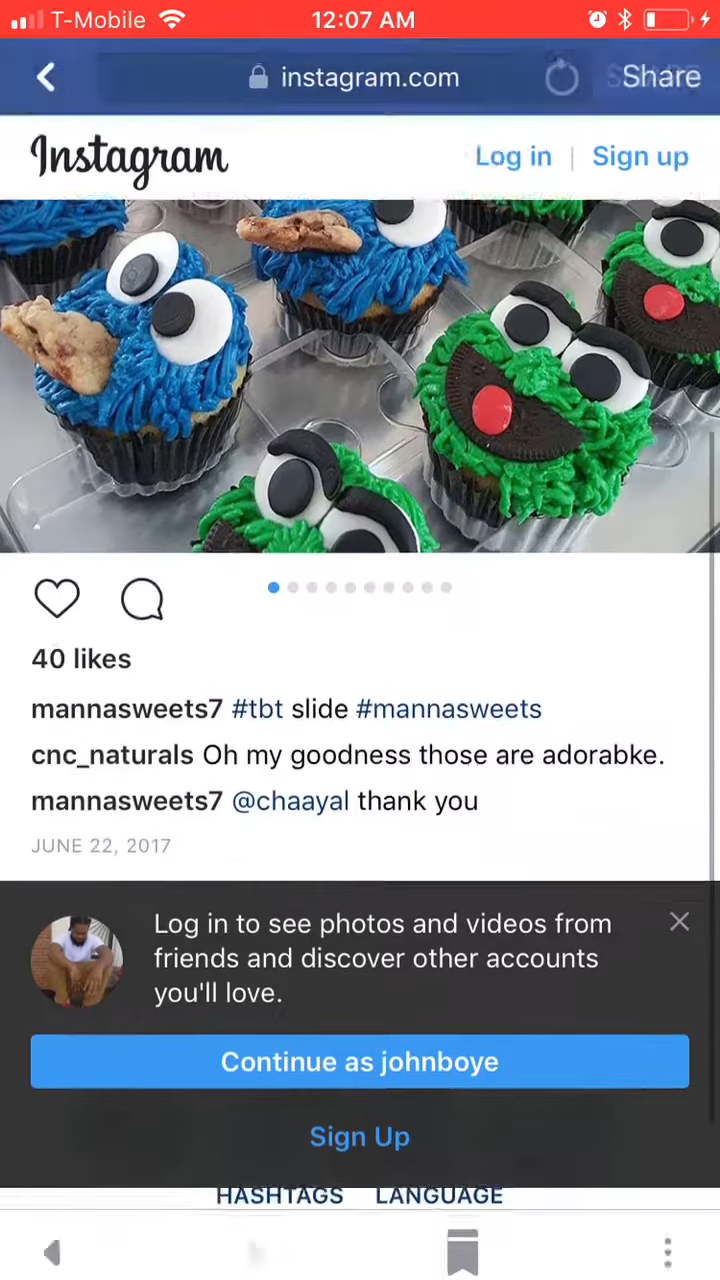 T-Mobile 12:07 AM
instagram.com Share
Instagram Log in | Sign up
40 likes
mannasweets7 #tbt slide #mannasweets
cnc_naturals Oh my goodness those are adorabke.
mannasweets7 @chaayal thank you
JUNE 22, 2017
Log in to see photos and videos from
friends and discover other accounts
you'll love.
Continue as johnboye
Sign Up
HASHTAGS LANGUAGE